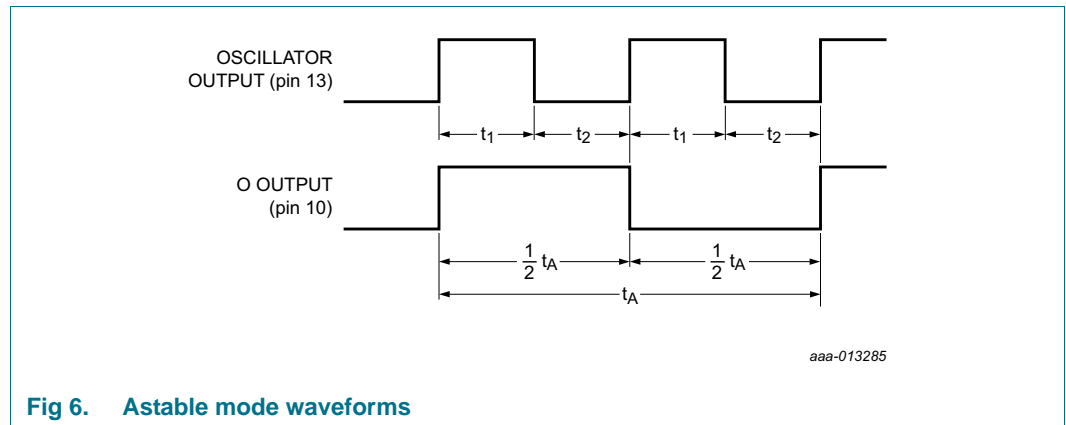 OSCILLATOR
OUTPUT (pin 13)
t1 t2 t1 t2
O OUTPUT
(pin 10)
1/2 tA 1/2 tA
tA
aaa-013285
Fig 6. Astable mode waveforms